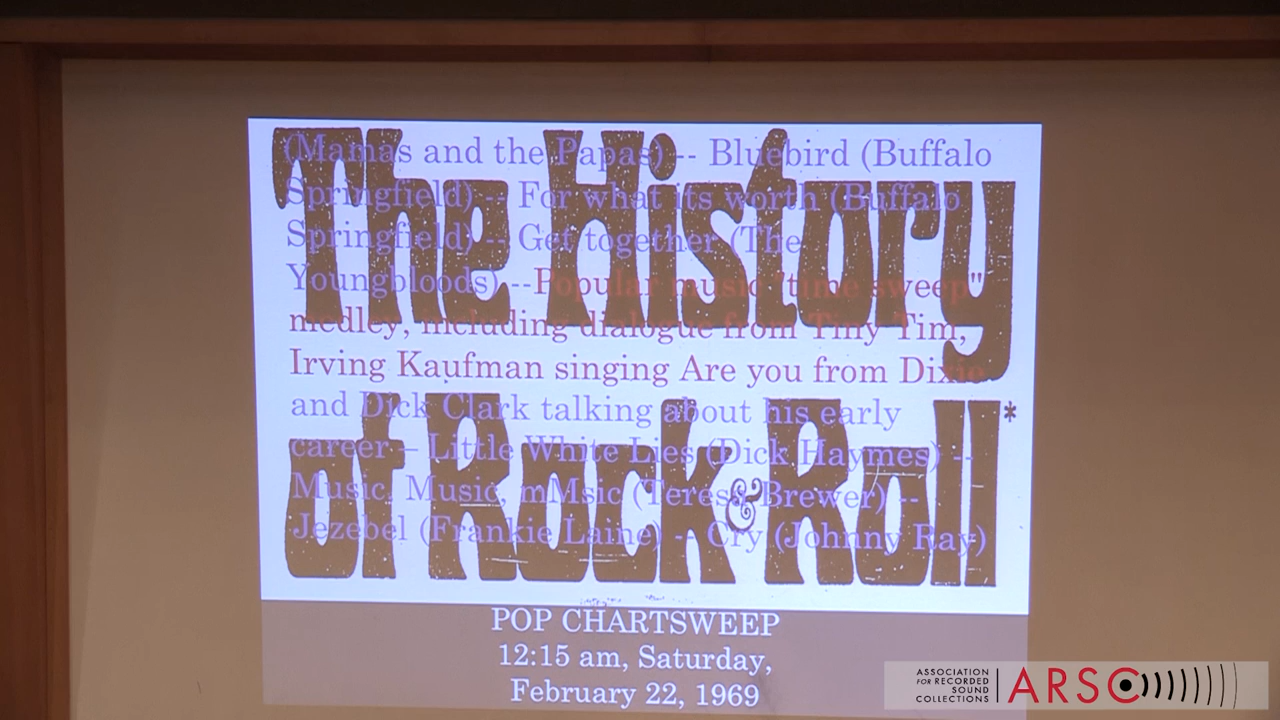 The History
of Rock & Roll*
(Mamas and the Papas) -- Bluebird (Buffalo
Springfield) -- For what its worth (Buffalo
Springfield) -- Get together (The
Youngbloods) --Popular music "time sweep"
medley, including dialogue from Tiny Tim,
Irving Kaufman singing Are you from Dixie
and Dick Clark talking about his early
career – Little White Lies (Dick Haymes) --
Music, Music, mMsic (Teresa Brewer) --
Jezebel (Frankie Laine) -- Cry (Johnny Ray)
POP CHARTSWEEP
12:15 am, Saturday,
February 22, 1969
ASSOCIATION
FOR RECORDED
SOUND
COLLECTIONS
ARSC